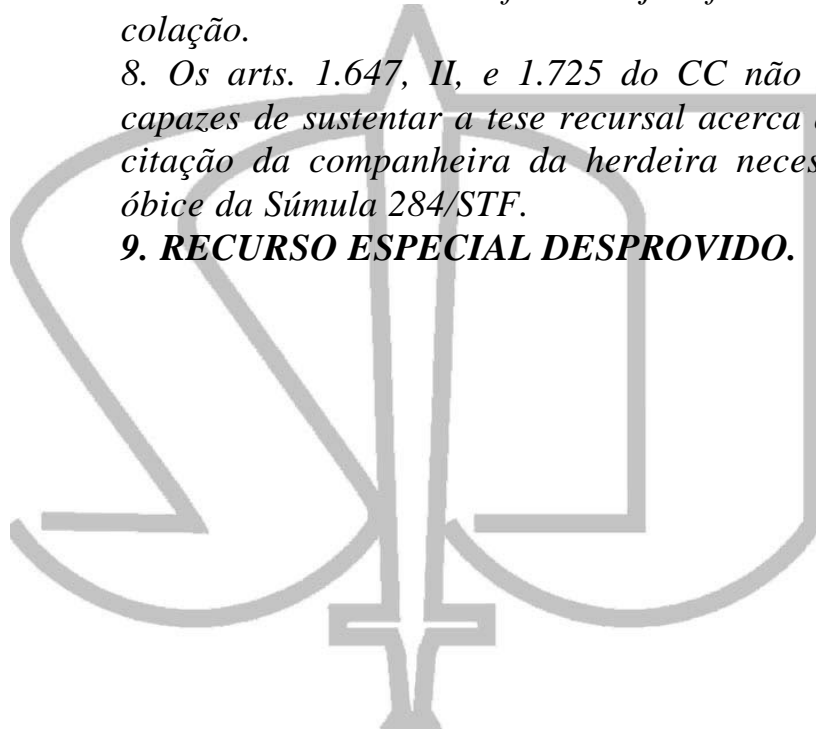 colação.
8. Os arts. 1.647, II, e 1.725 do CC não
capazes de sustentar a tese recursal acerca
citação da companheira da herdeira
óbice da Súmula 284/STF.
9. RECURSO ESPECIAL DESPROVIDO.